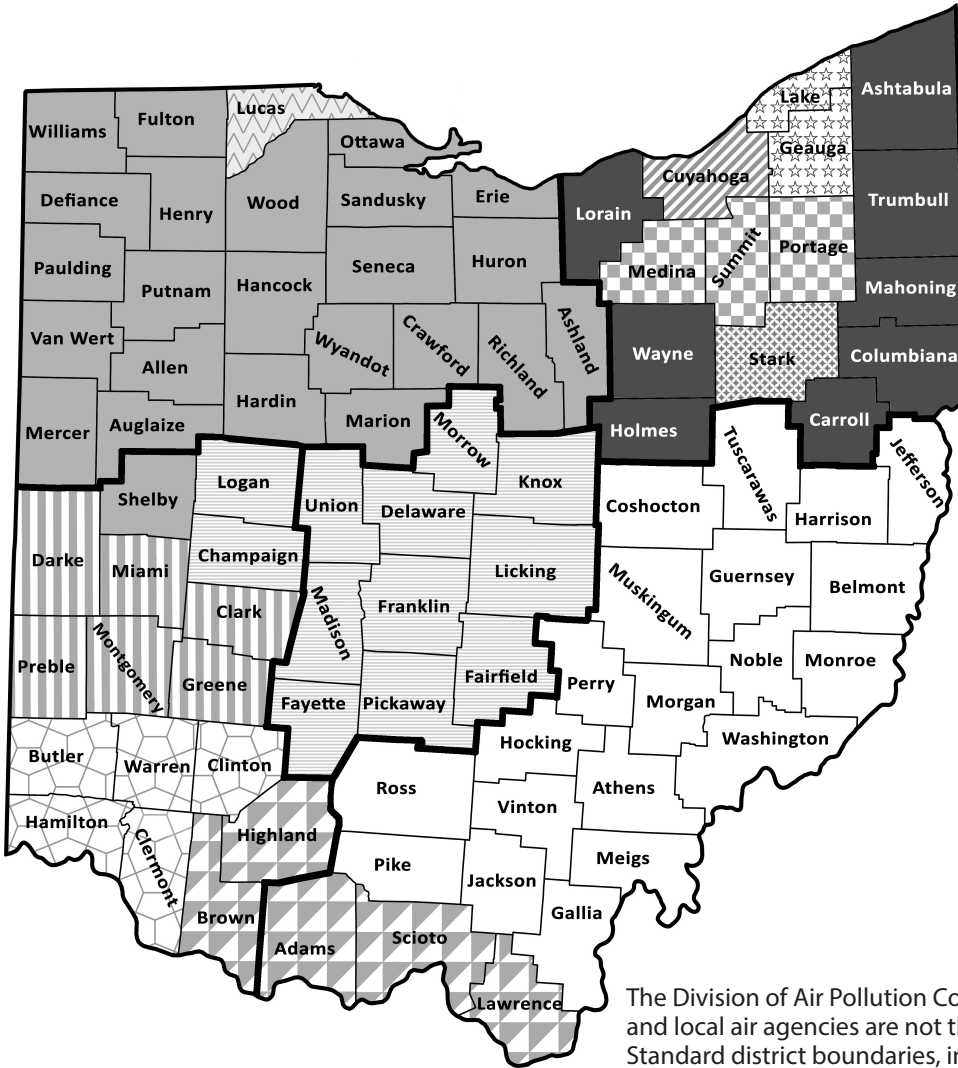 Ashtabula
Lake
Lucas
Fulton
Williams
Ottawa
Geauga
Cuyahoga
Erie
Defiance
Sandusky
Wood
Trumbull
Henry
Lorain
Summit
Portage
Huron
Seneca
Paulding
Medina
Hancock
Mahoning
Putnam
Ashland
Van Wert
Crawford
Wyandot
Richland
Wayne
Stark
Columbiana
Allen
Hardin
Marion
Carroll
Auglaize
Holmes
Mercer
Morrow
Tuscarawas
Jefferson
Logan
Knox
Shelby
Union
Delaware
Coshocton
Harrison
Champaign
Darke
Miami
Licking
Guernsey
Belmont
Franklin
Clark
Madison
Muskingum
Preble
Montgomery
Noble
Monroe
Greene
Fairfield
Perry
Fayette
Pickaway
Morgan
Washington
Hocking
Butler
Warren
Clinton
Ross
Athens
Vinton
Hamilton
Highland
Clermont
Meigs
Pike
Jackson
Gallia
Brown
Scioto
Adams
Lawrence
The Division of Air Pollution Co
and local air agencies are not th
Standard district boundaries, in